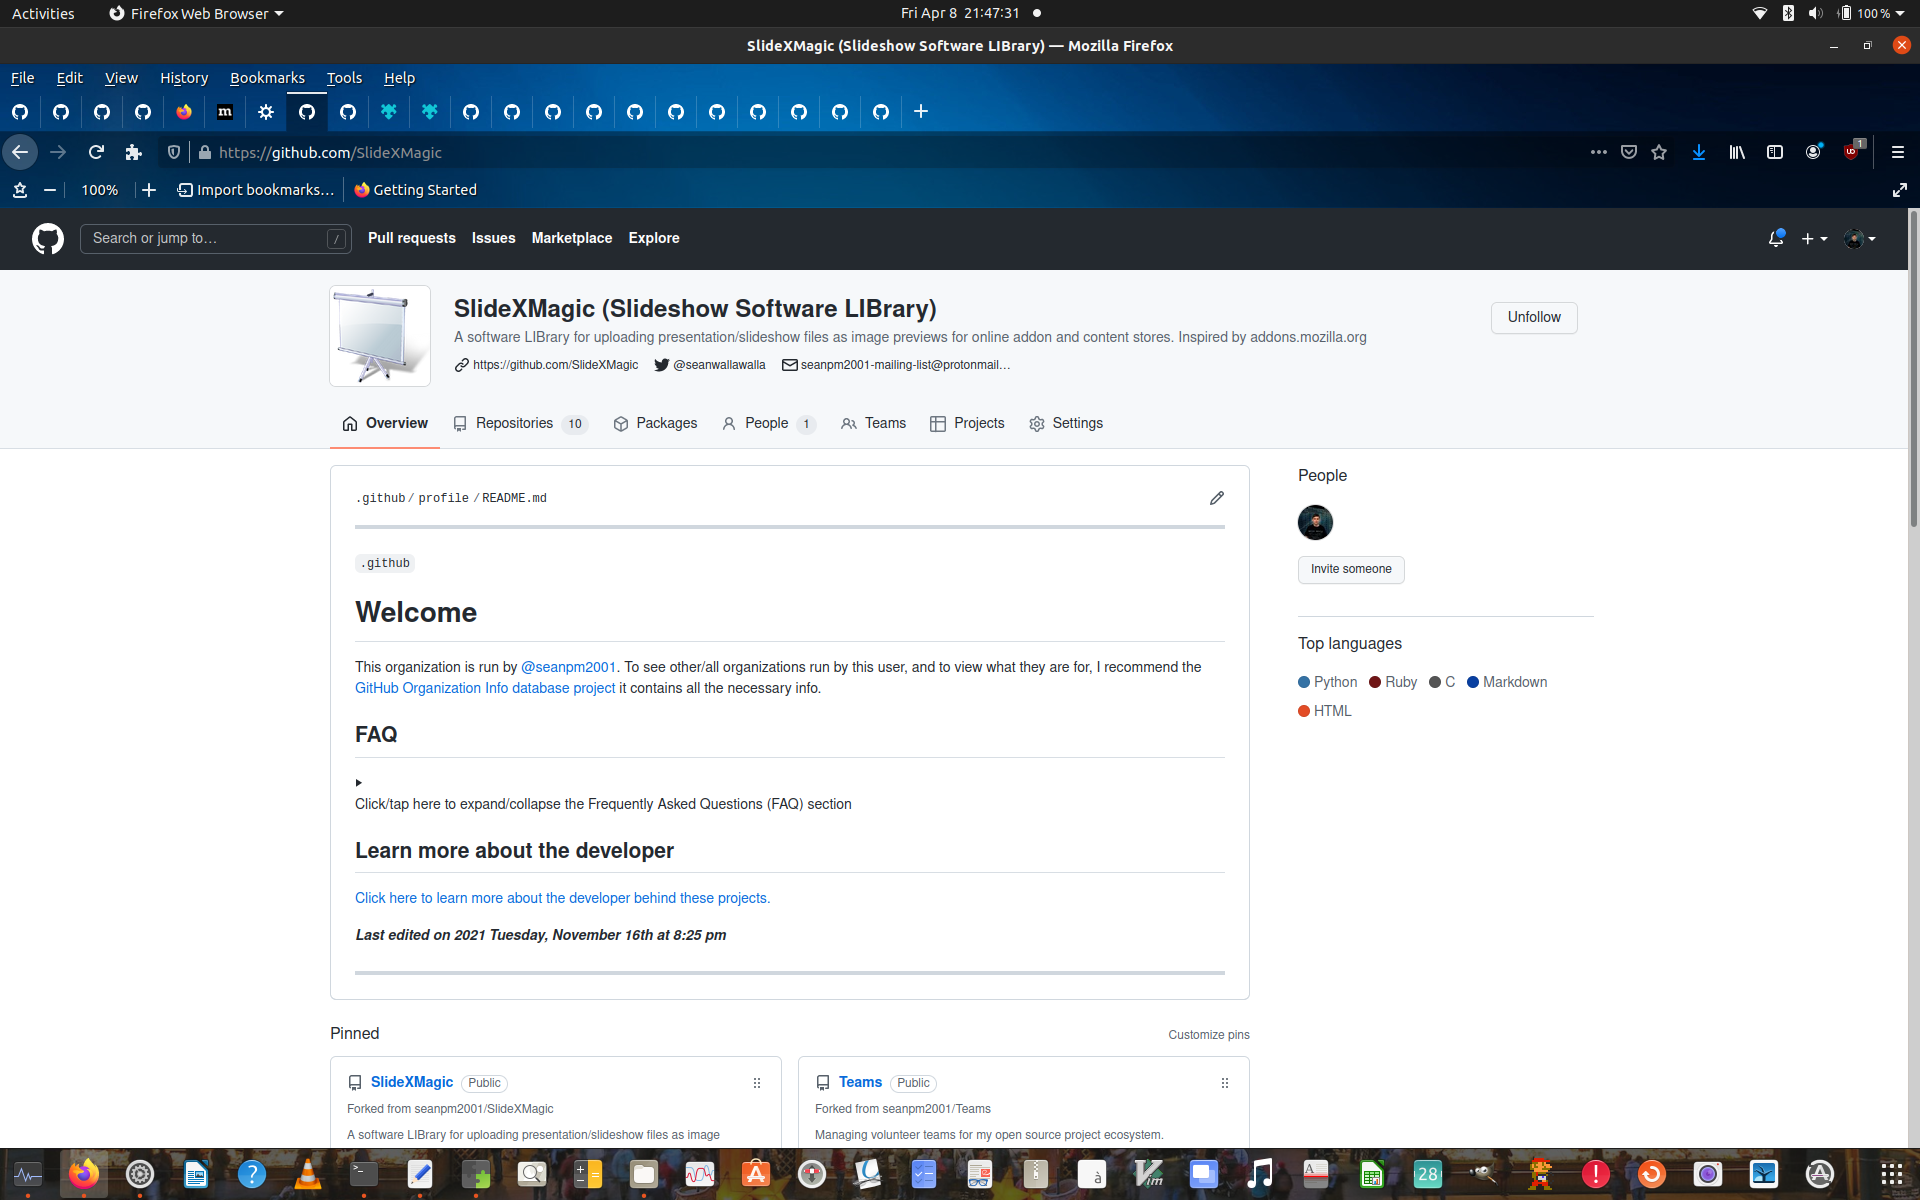 Activities
Firefox Web Browser
Fri Apr 8 21:47:31
100 %
SlideXMagic (Slideshow Software LIBrary) — Mozilla Firefox
File Edit View History Bookmarks Tools Help
m
https://github.com/SlideXMagic
1
100%
Import bookmarks…
Getting Started
Search or jump to…
/
Pull requests Issues Marketplace Explore
SlideXMagic (Slideshow Software LIBrary)
Unfollow
A software LIBrary for uploading presentation/slideshow files as image previews for online addon and content stores. Inspired by addons.mozilla.org
https://github.com/SlideXMagic
@seanwallawalla
seanpm2001-mailing-list@protonmail…
Overview
Repositories 10
Packages
People 1
Teams
Projects
Settings
.github / profile / README.md
.github
Welcome
This organization is run by @seanpm2001. To see other/all organizations run by this user, and to view what they are for, I recommend the
GitHub Organization Info database project it contains all the necessary info.
FAQ
Click/tap here to expand/collapse the Frequently Asked Questions (FAQ) section
Learn more about the developer
Click here to learn more about the developer behind these projects.
Last edited on 2021 Tuesday, November 16th at 8:25 pm
People
Invite someone
Top languages
Python Ruby C Markdown
HTML
Pinned
Customize pins
SlideXMagic Public
Forked from seanpm2001/SlideXMagic
A software LIBrary for uploading presentation/slideshow files as image
Teams Public
Forked from seanpm2001/Teams
Managing volunteer teams for my open source project ecosystem.
28